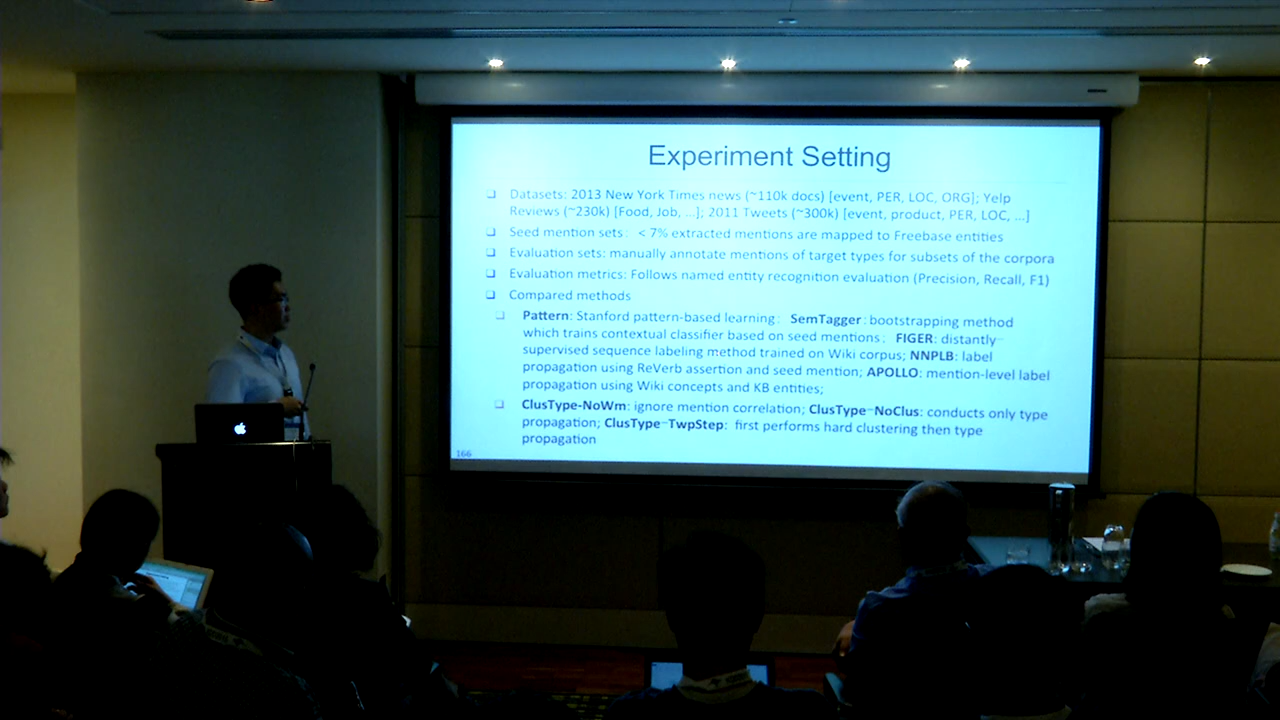 Experiment Setting
Datasets: 2013 New York Times news (~110k docs) [event, PER, LOC, ORG]; Yelp
Reviews (~230k) [Food, Job, ...]; 2011 Tweets (~300k) [event, product, PER, LOC, ...]
Seed mention sets: < 7% extracted mentions are mapped to Freebase entities
Evaluation sets: manually annotate mentions of target types for subsets of the corpora
Evaluation metrics: Follows named entity recognition evaluation (Precision, Recall, F1)
Compared methods
Pattern: Stanford pattern-based learning; SemTagger: bootstrapping method
which trains contextual classifier based on seed mentions; FIGER: distantly-
supervised sequence labeling method trained on Wiki corpus; NNPLB: label
propagation using ReVerb assertion and seed mention; APOLLO: mention-level label
propagation using Wiki concepts and KB entities;
ClusType-NoWm: ignore mention correlation; ClusType-NoClus: conducts only type
propagation; ClusType-TwpStep: first performs hard clustering then type
propagation
166